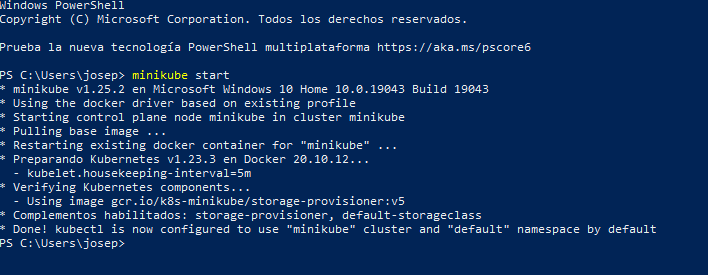 Windows PowerShell
Copyright (C) Microsoft Corporation. Todos los derechos reservados.
Prueba la nueva tecnología PowerShell multiplataforma https://aka.ms/pscore6
PS C:\Users\josep> minikube start
* minikube v1.25.2 en Microsoft Windows 10 Home 10.0.19043 Build 19043
* Using the docker driver based on existing profile
* Starting control plane node minikube in cluster minikube
* Pulling base image ...
* Restarting existing docker container for "minikube" ...
* Preparando Kubernetes v1.23.3 en Docker 20.10.12...
  - kubelet.housekeeping-interval=5m
* Verifying Kubernetes components...
  - Using image gcr.io/k8s-minikube/storage-provisioner:v5
* Complementos habilitados: storage-provisioner, default-storageclass
* Done! kubectl is now configured to use "minikube" cluster and "default" namespace by default
PS C:\Users\josep>